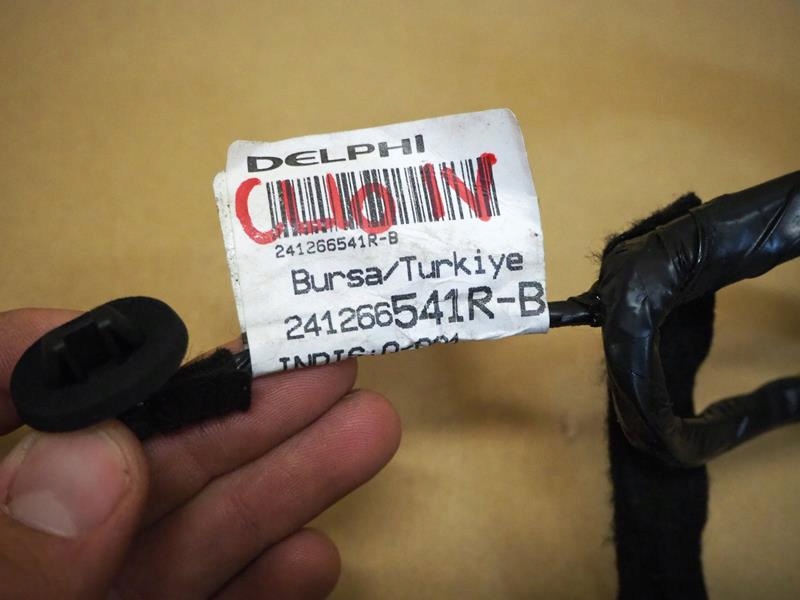 DELPHI
CLIO IV
241266541R-B
Bursa/Turkiye
241266541R-B